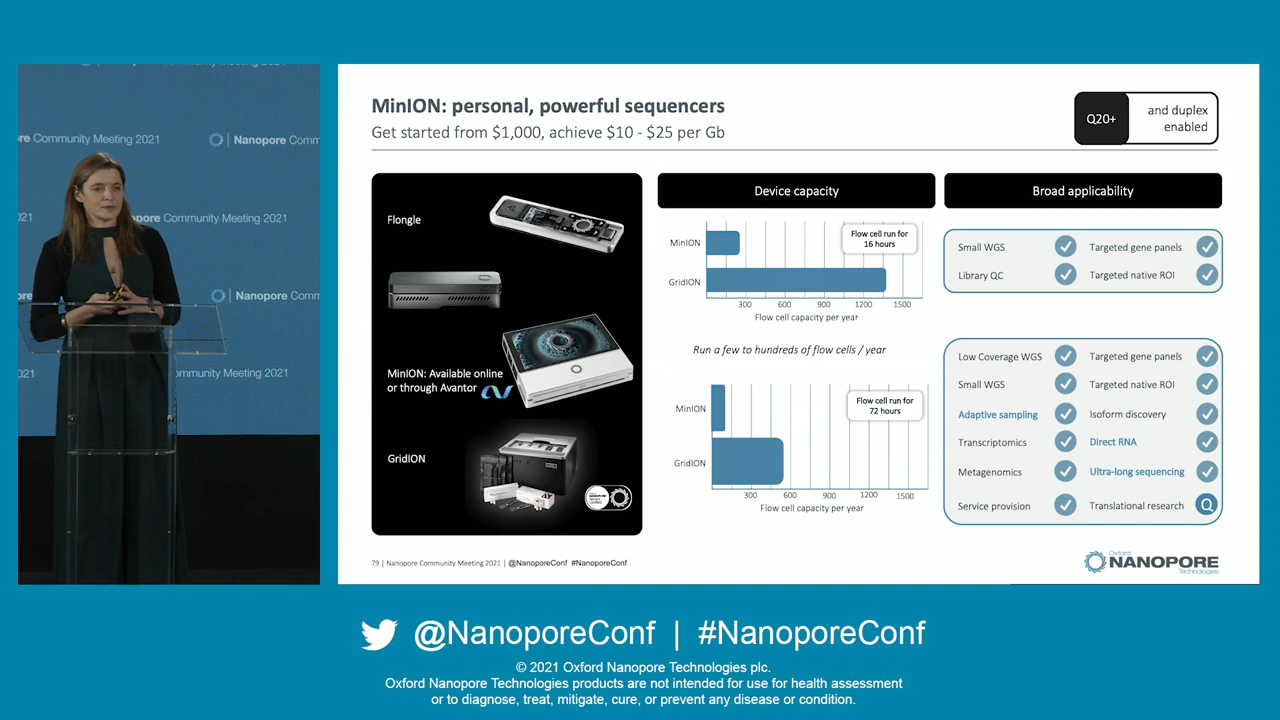 Community Meeting 2021
re Community Meeting 2021
Nanopore Comm
021
pore Community Meeting 2021
re
Nanopore Comm
021
mmunity Meeting 2021
MinION: personal, powerful sequencers
Get started from $1,000, achieve $10 - $25 per Gb
Q20+
and duplex
enabled
Flongle
MinION: Available online
or through Avantor
GridION
Device capacity
MinION
GridION
Flow cell run for
16 hours
300 600 900 1200 1500
Flow cell capacity per year
Run a few to hundreds of flow cells / year
MinION
GridION
Flow cell run for
72 hours
300 600 900 1200 1500
Flow cell capacity per year
Broad applicability
Small WGS Targeted gene panels
Library QC Targeted native ROI
Low Coverage WGS Targeted gene panels
Small WGS Targeted native ROI
Adaptive sampling Isoform discovery
Transcriptomics Direct RNA
Metagenomics Ultra-long sequencing
Service provision Translational research Q
79 | Nanopore Community Meeting 2021 | @NanoporeConf #NanoporeConf
Oxford
NANOPORE
Technologies
@NanoporeConf | #NanoporeConf
© 2021 Oxford Nanopore Technologies plc.
Oxford Nanopore Technologies products are not intended for use for health assessment
or to diagnose, treat, mitigate, cure, or prevent any disease or condition.